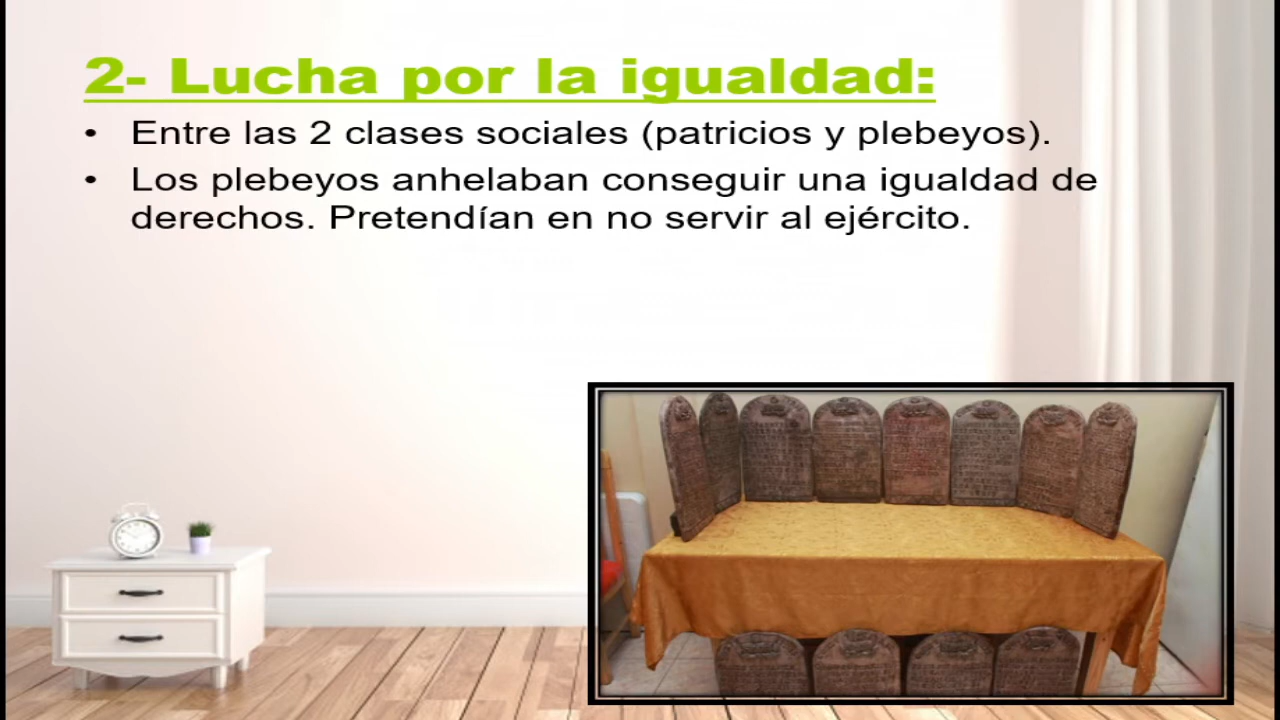 2- Lucha por la igualdad:
• Entre las 2 clases sociales (patricios y plebeyos).
• Los plebeyos anhelaban conseguir una igualdad de
derechos. Pretendían en no servir al ejército.